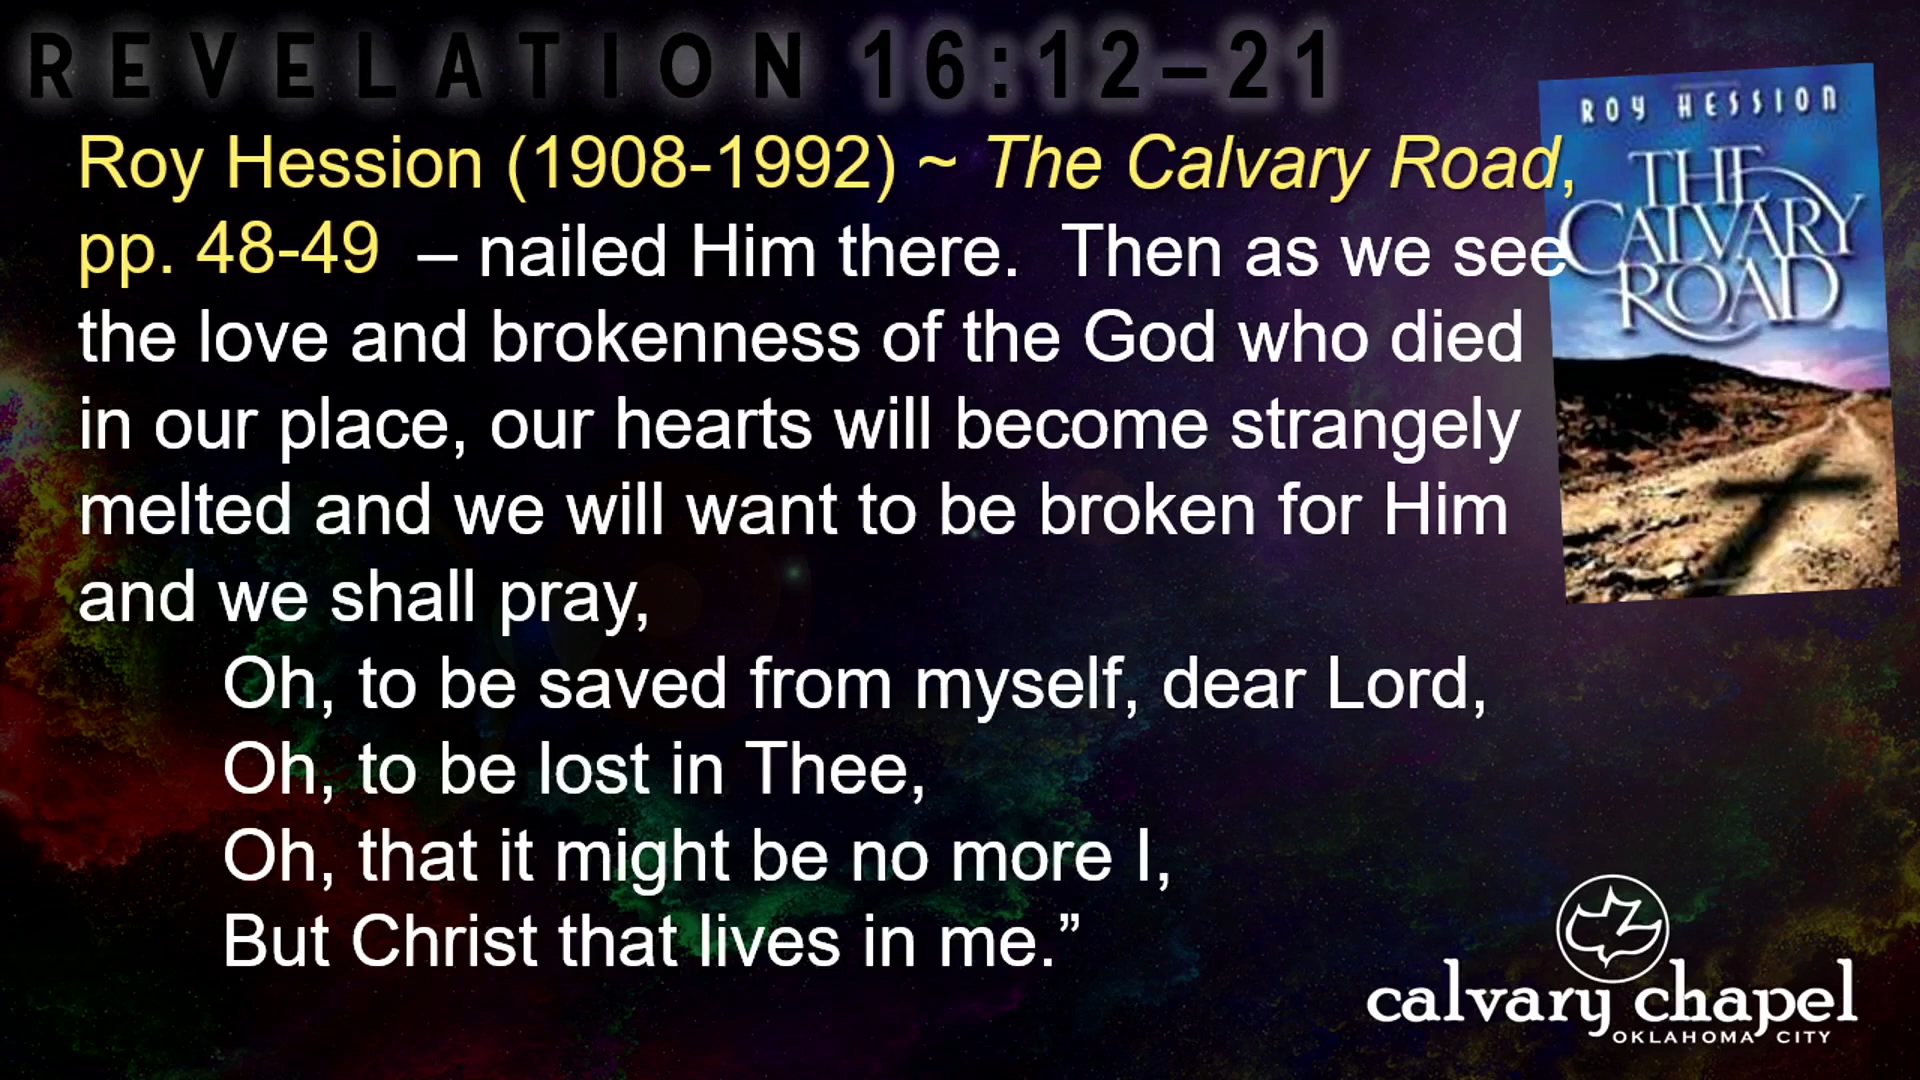 REVELATION 16:12–21
Roy Hession (1908-1992) ~ The Calvary Road,
pp. 48-49 – nailed Him there. Then as we see
the love and brokenness of the God who died
in our place, our hearts will become strangely
melted and we will want to be broken for Him
and we shall pray,
Oh, to be saved from myself, dear Lord,
Oh, to be lost in Thee,
Oh, that it might be no more I,
But Christ that lives in me.”
ROY HESSION
THE
CALVARY
ROAD
calvary chapel
OKLAHOMA CITY